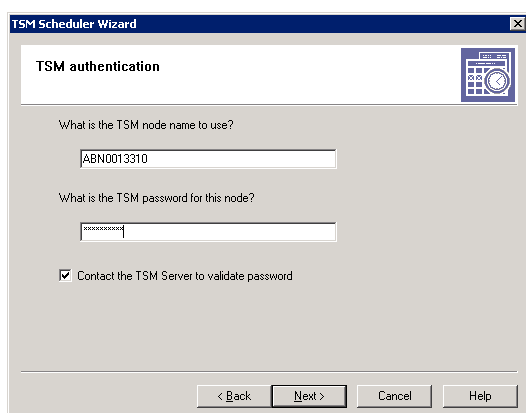 TSM Scheduler Wizard
TSM authentication
What is the TSM node name to use?
ABN0013310
What is the TSM password for this node?
××××××××××
Contact the TSM Server to validate password
< Back
Next >
Cancel
Help